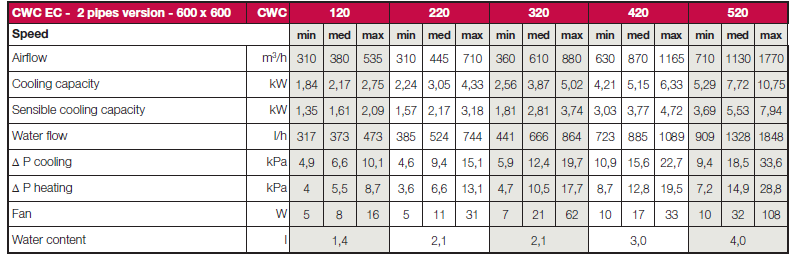 CWC EC - 2 pipes version - 600 x 600 CWC 120 220 320 420 520
Speed min med max min med max min med max min med max min med max
Airflow m³/h 310 380 535 310 445 710 360 610 880 630 870 1165 710 1130 1770
Cooling capacity kW 1,84 2,17 2,75 2,24 3,05 4,33 2,56 3,87 5,02 4,21 5,15 6,33 5,29 7,72 10,75
Sensible cooling capacity kW 1,35 1,61 2,09 1,57 2,17 3,18 1,81 2,81 3,74 3,03 3,77 4,72 3,69 5,53 7,94
Water flow l/h 317 373 473 385 524 744 441 666 864 723 885 1089 909 1328 1848
Δ P cooling kPa 4,9 6,6 10,1 4,6 9,4 15,1 5,9 12,4 19,7 10,9 15,6 22,7 9,4 18,5 33,6
Δ P heating kPa 4 5,5 8,7 3,6 6,6 13,1 4,7 10,5 17,7 8,7 12,8 19,5 7,2 14,9 28,8
Fan W 5 8 16 5 11 31 7 21 62 10 17 33 10 32 108
Water content l 1,4 2,1 2,1 3,0 4,0